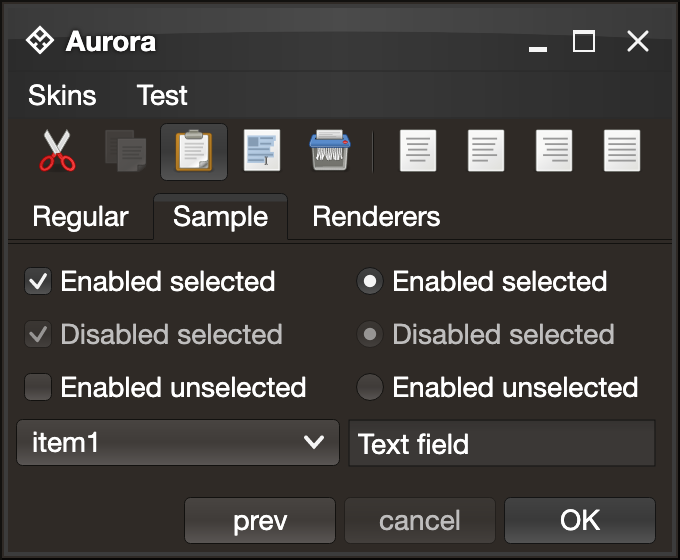 Aurora
Skins Test
Regular Sample Renderers
Enabled selected Enabled selected
Disabled selected Disabled selected
Enabled unselected Enabled unselected
item1 Text field
prev cancel OK